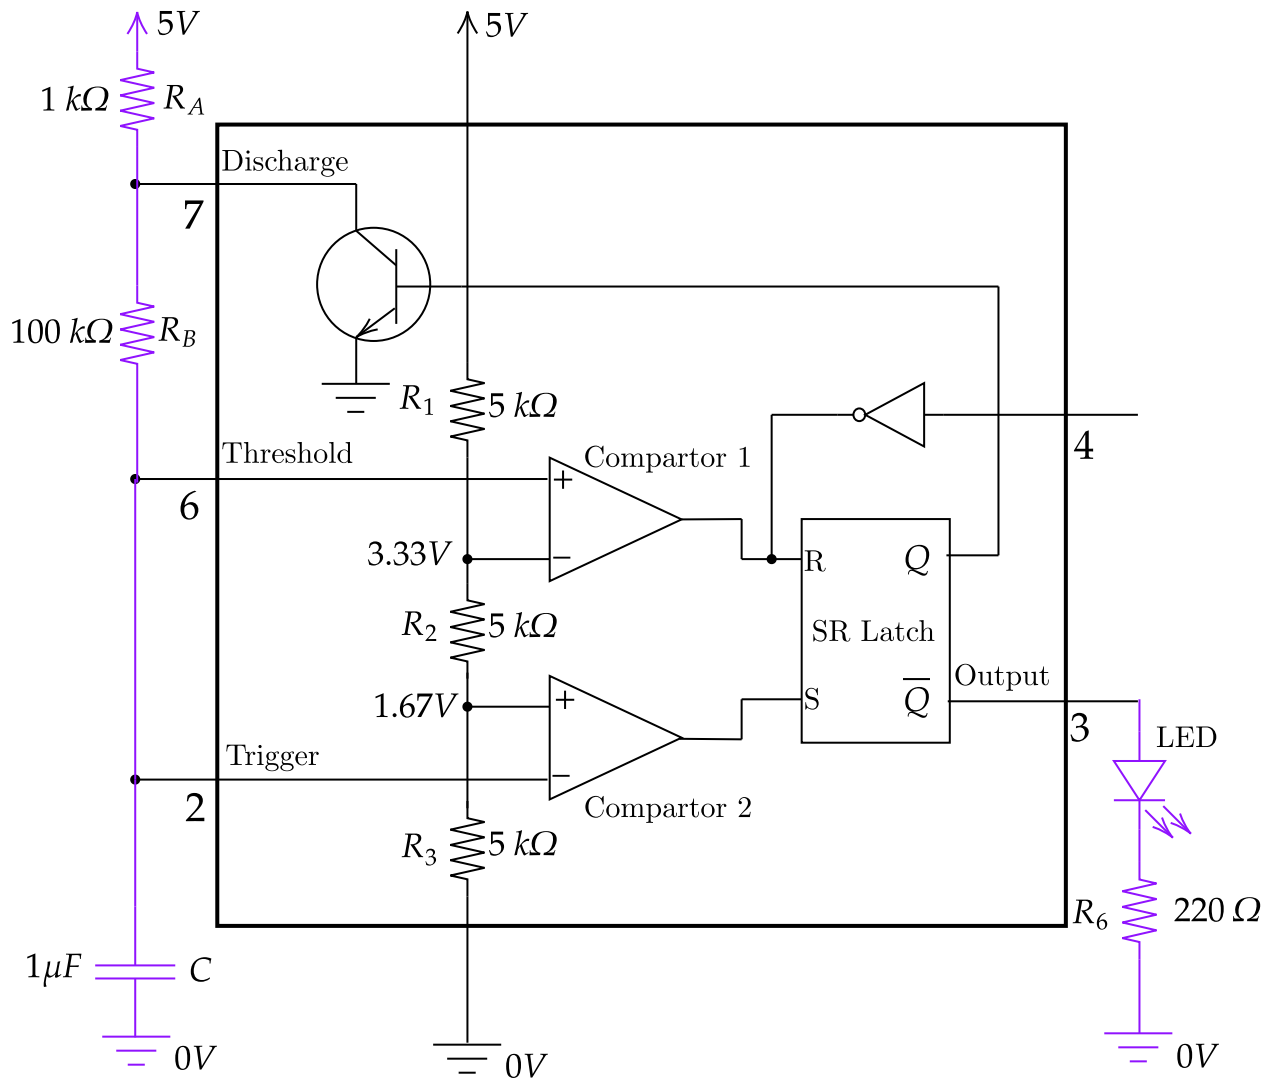 5V
5V
1 kΩ
R_A
Discharge
7
100 kΩ
R_B
R_1
5 kΩ
Threshold
Compartor 1
4
+
6
3.33V
−
R
Q
R_2
5 kΩ
SR Latch
Output
1.67V
+
S
Q̅
3
LED
Trigger
−
2
Compartor 2
R_3
5 kΩ
R_6
220 Ω
1μF
C
0V
0V
0V